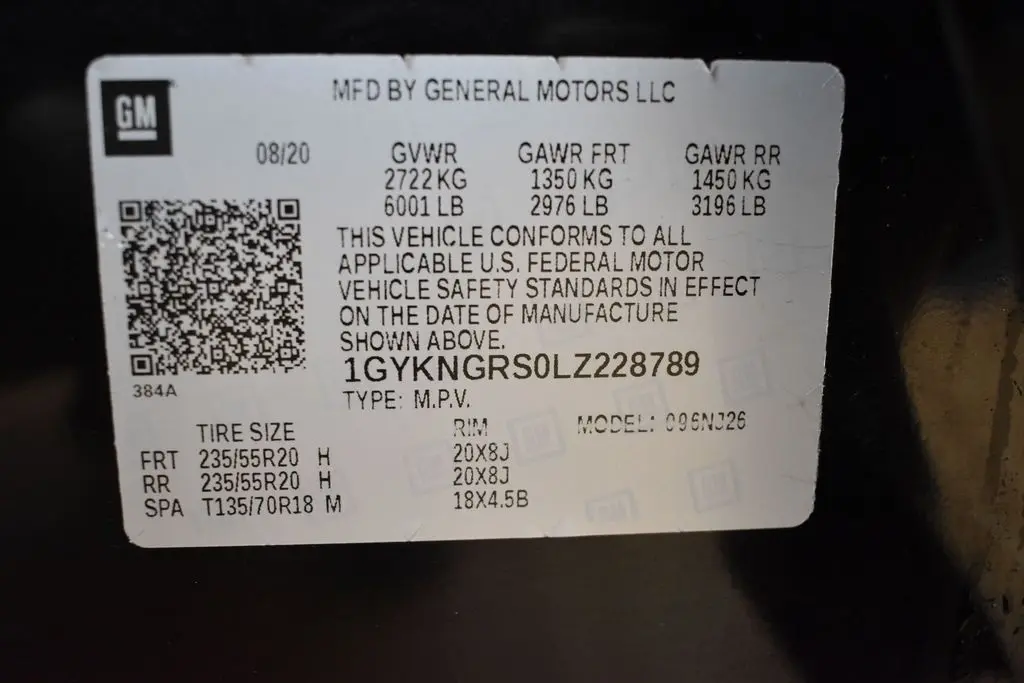 GM
MFD BY GENERAL MOTORS LLC
08/20
GVWR GAWR FRT GAWR RR
2722 KG 1350 KG 1450 KG
6001 LB 2976 LB 3196 LB
THIS VEHICLE CONFORMS TO ALL
APPLICABLE U.S. FEDERAL MOTOR
VEHICLE SAFETY STANDARDS IN EFFECT
ON THE DATE OF MANUFACTURE
SHOWN ABOVE.
1GYKNGRS0LZ228789
384A
TYPE: M.P.V.
TIRE SIZE RIM MODEL:
FRT 235/55R20 H 20X8J
RR 235/55R20 H 20X8J
SPA T135/70R18 M 18X4.5B
GM
GM
GM